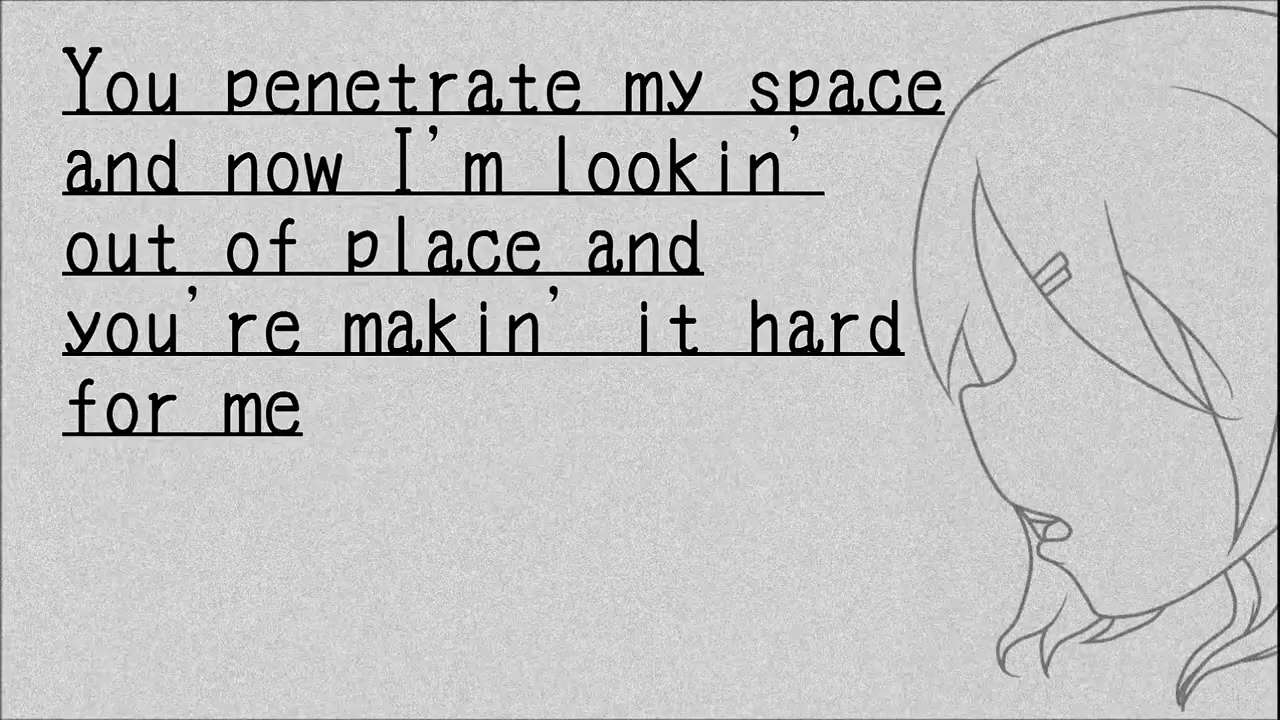 You penetrate my space
and now I'm lookin'
out of place and
you're makin' it hard
for me